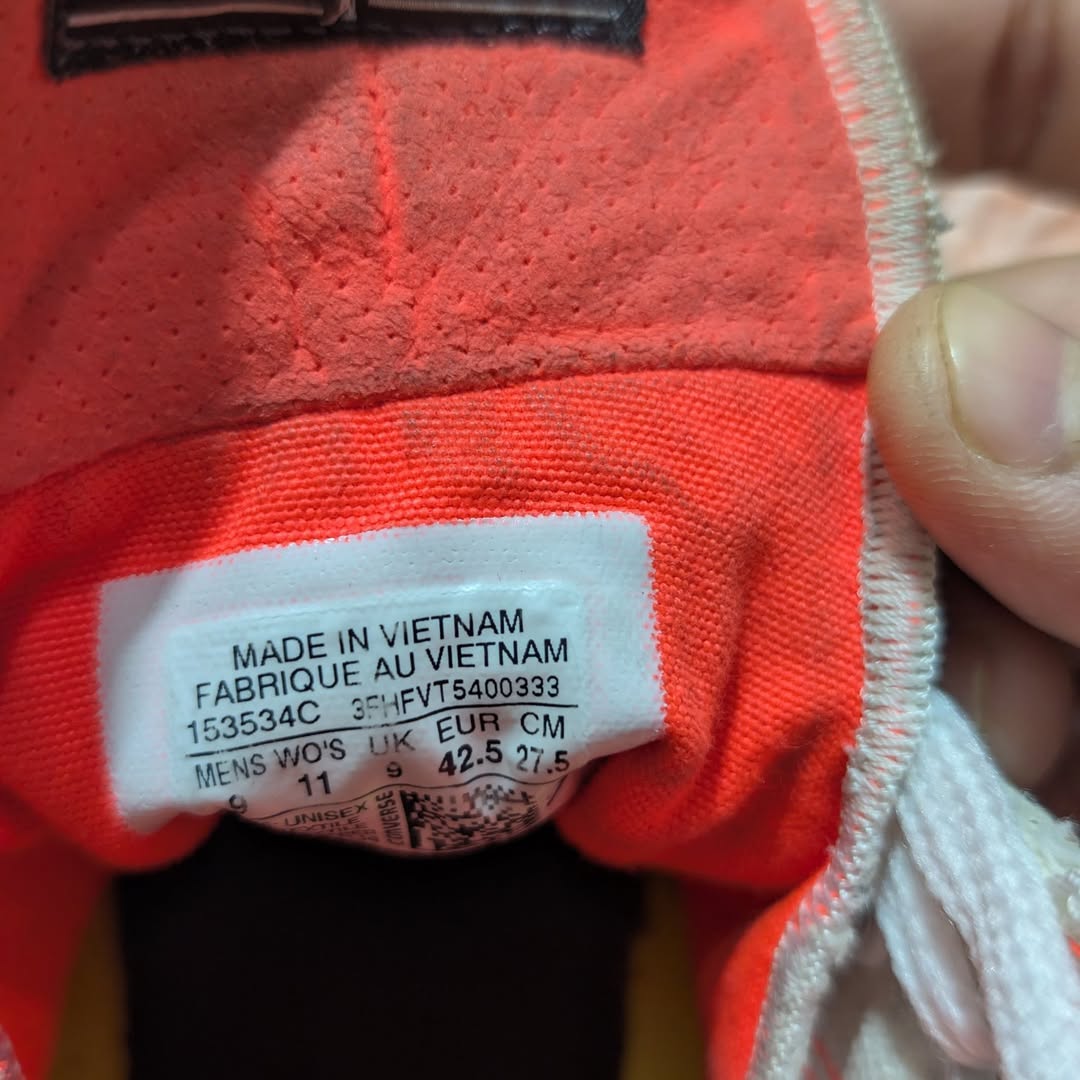 MADE IN VIETNAM
FABRIQUE AU VIETNAM
153534C 3FHFVT5400333
MENS WO'S UK EUR CM
9 11 9 42.5 27.5
UNISEX
CONVERSE